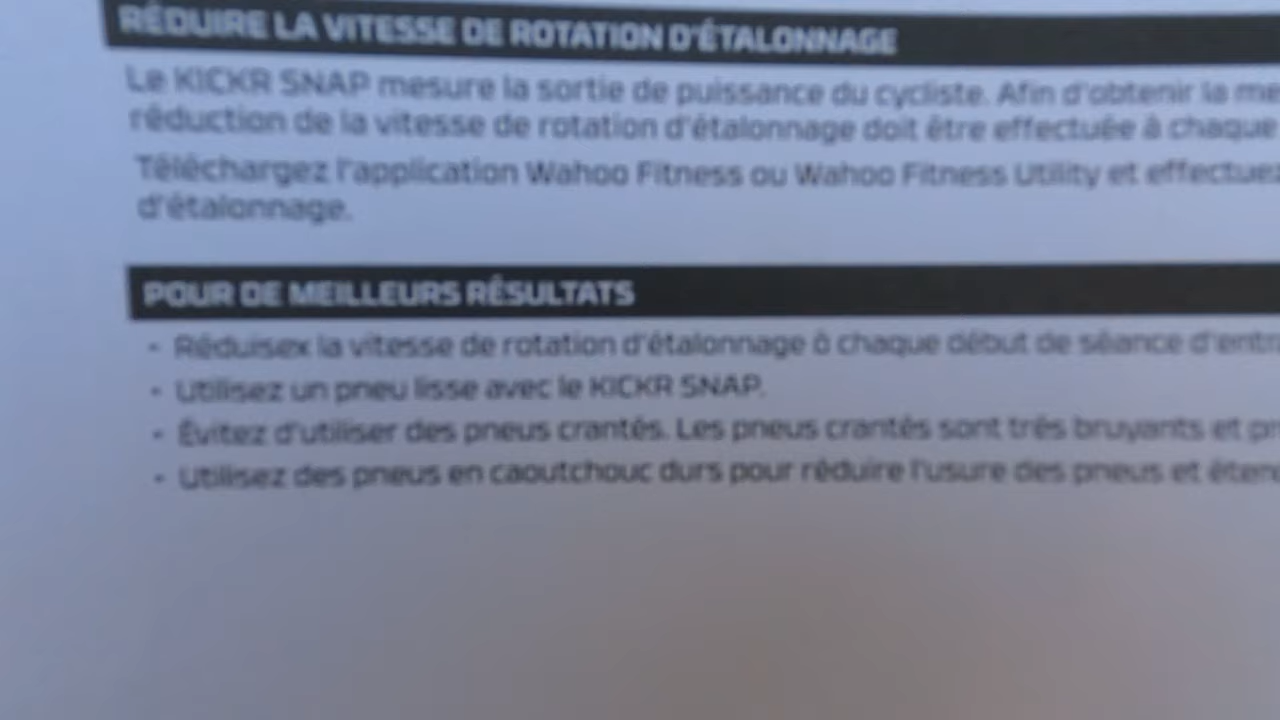 RÉDUIRE LA VITESSE DE ROTATION D'ÉTALONNAGE
Le KICKR SNAP mesure la sortie de puissance du cycliste. Afin d'obtenir la
réduction de la vitesse de rotation d'étalonnage doit être effectuée à chaque
Téléchargez l'application Wahoo Fitness ou Wahoo Fitness Utility et effectuez
d'étalonnage.
POUR DE MEILLEURS RÉSULTATS
- Réduisex la vitesse de rotation d'étalonnage à chaque début de séance
- Utilisez un pneu lisse avec le KICKR SNAP.
- Évitez d'utiliser des pneus crantés. Les pneus crantés sont très bruyants et
- Utilisez des pneus en caoutchouc durs pour réduire l'usure des pneus et